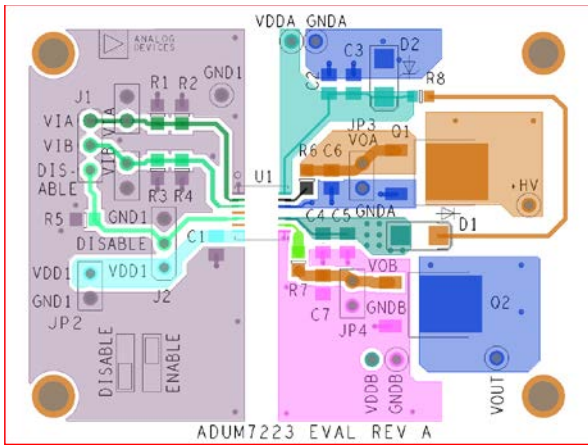 ANALOG
DEVICES
VDDA GNDA
C3
D2
R1 R2
GND1
C2
R8
J1
VIA
VIA
JP3
Q1
VIB
VIB
U1
R6 C6
VOA
DIS-
ABLE
+HV
R3 R4
R5
GND1
GNDA
C4 C5
D1
DISABLE
C1
VDD1
VDD1
VOB
R7
GND1
J2
GNDB
Q2
JP2
C7
JP4
DISABLE
ENABLE
VDDB
GNDB
VOUT
ADUM7223 EVAL REV A